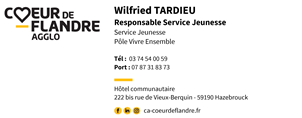 CŒUR DE
FLANDRE
AGGLO
Wilfried TARDIEU
Responsable Service Jeunesse
Service Jeunesse
Pôle Vivre Ensemble
Tél : 03 74 54 00 59
Port : 07 87 31 83 73
Hôtel communautaire
222 bis rue de Vieux-Berquin - 59190 Hazebrouck
ca-coeurdeflandre.fr